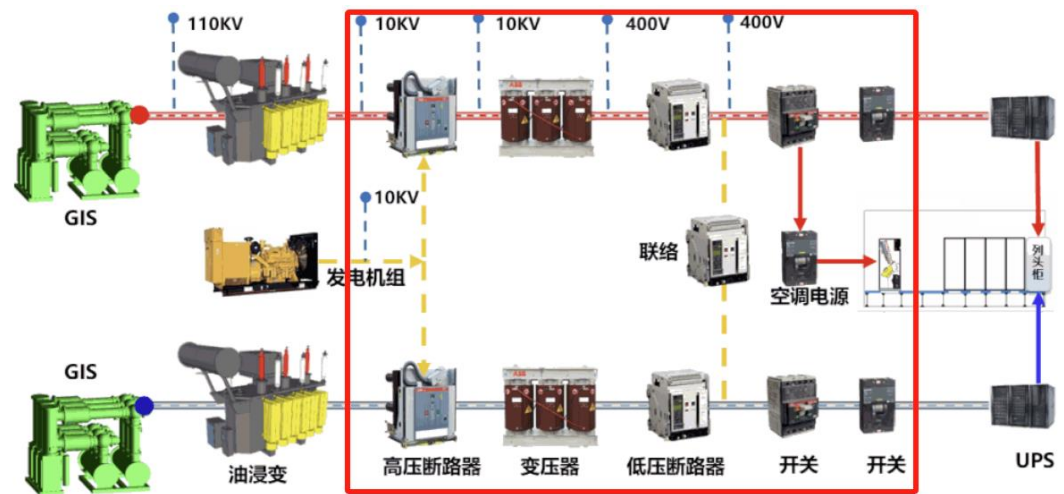 110KV
10KV
10KV
400V
400V
ABB
GIS
10KV
发电机组
联络
空调电源
列头柜
GIS
ABB
油浸变
高压断路器
变压器
低压断路器
开关
开关
UPS